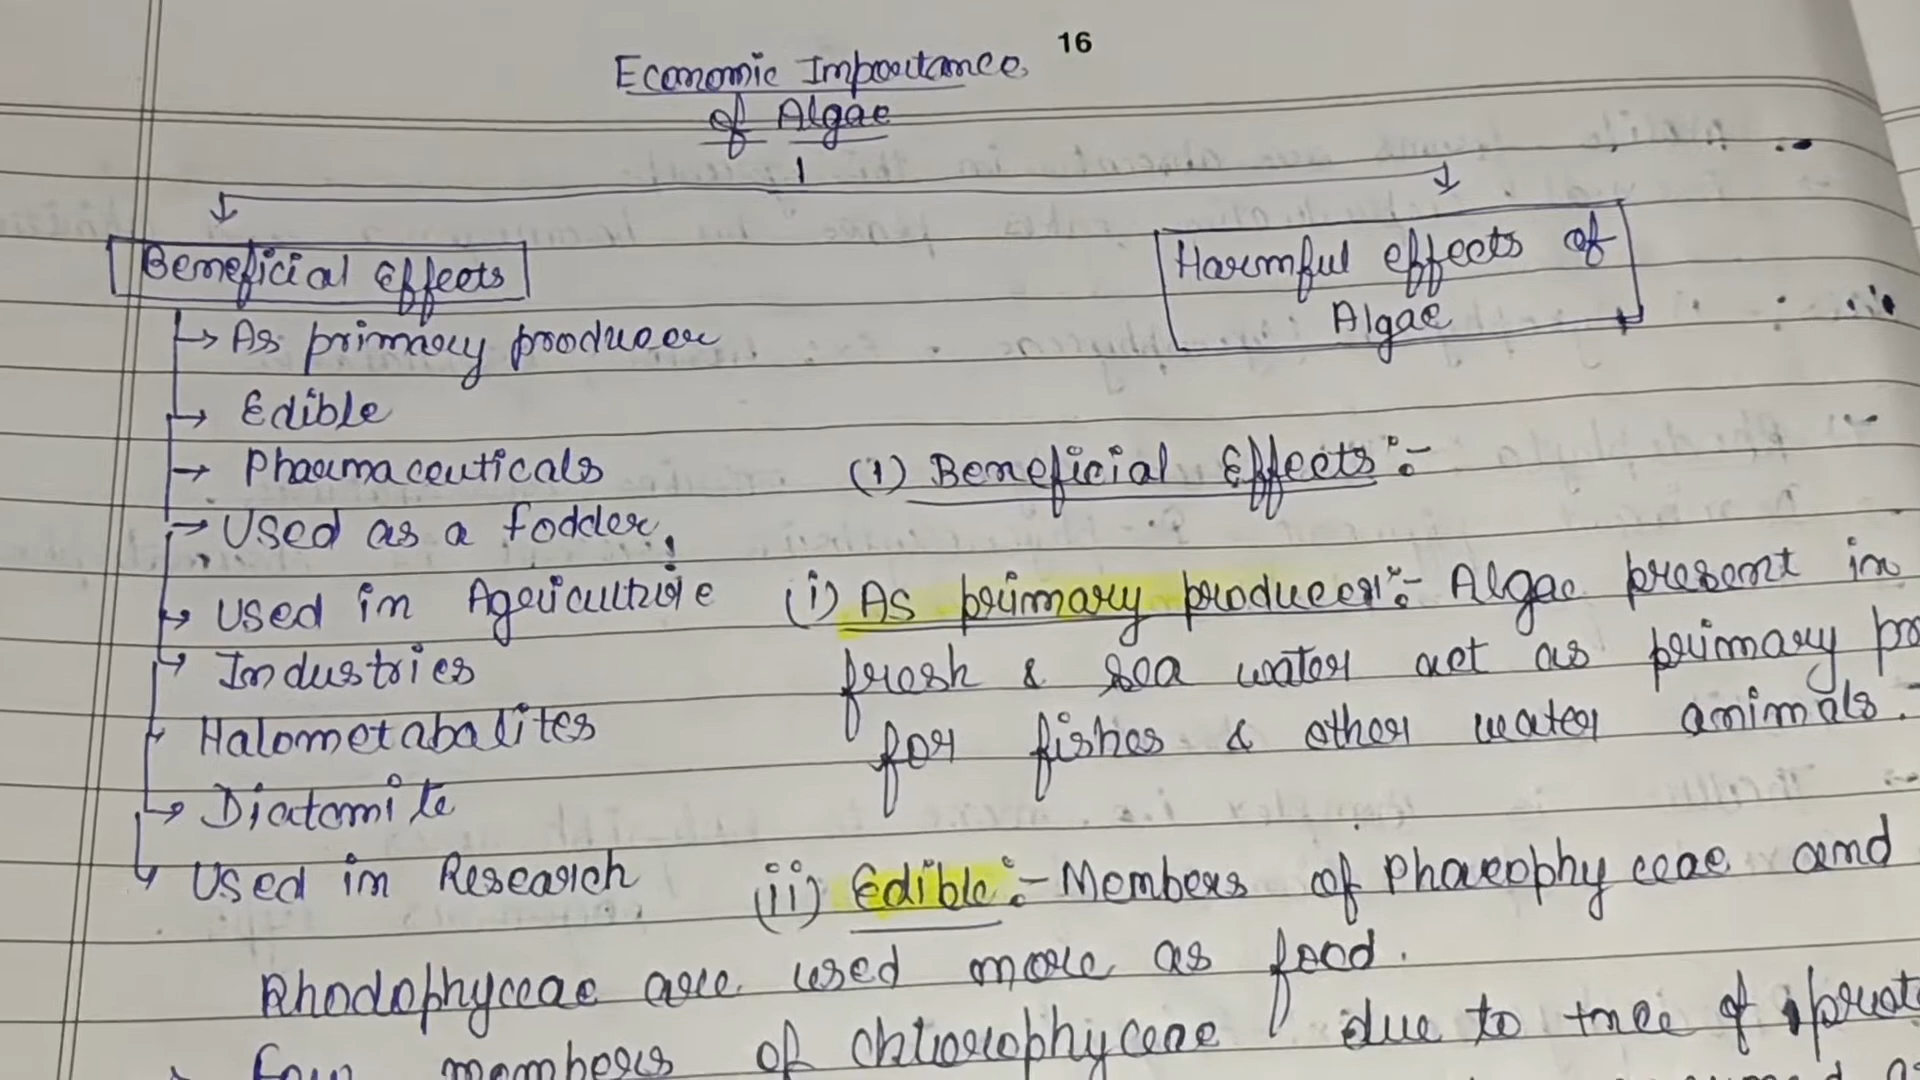 16
Economic Importance
of Algae
Beneficial Effects
Harmful effects of
Algae
→ As primary producer
→ Edible
→ Pharmaceuticals
→ Used as a fodder
→ Used in Agriculture
→ Industries
Halometabalites
→ Diatomite
Used in Research
(1) Beneficial Effects :-
(i) As primary producer :- Algae present in
fresh & sea water act as primary
for fishes & other water animals.
(ii) Edible :- Members of Phaeophyceae and
Rhodophyceae are used more as food.
members of chlorophyceae due to